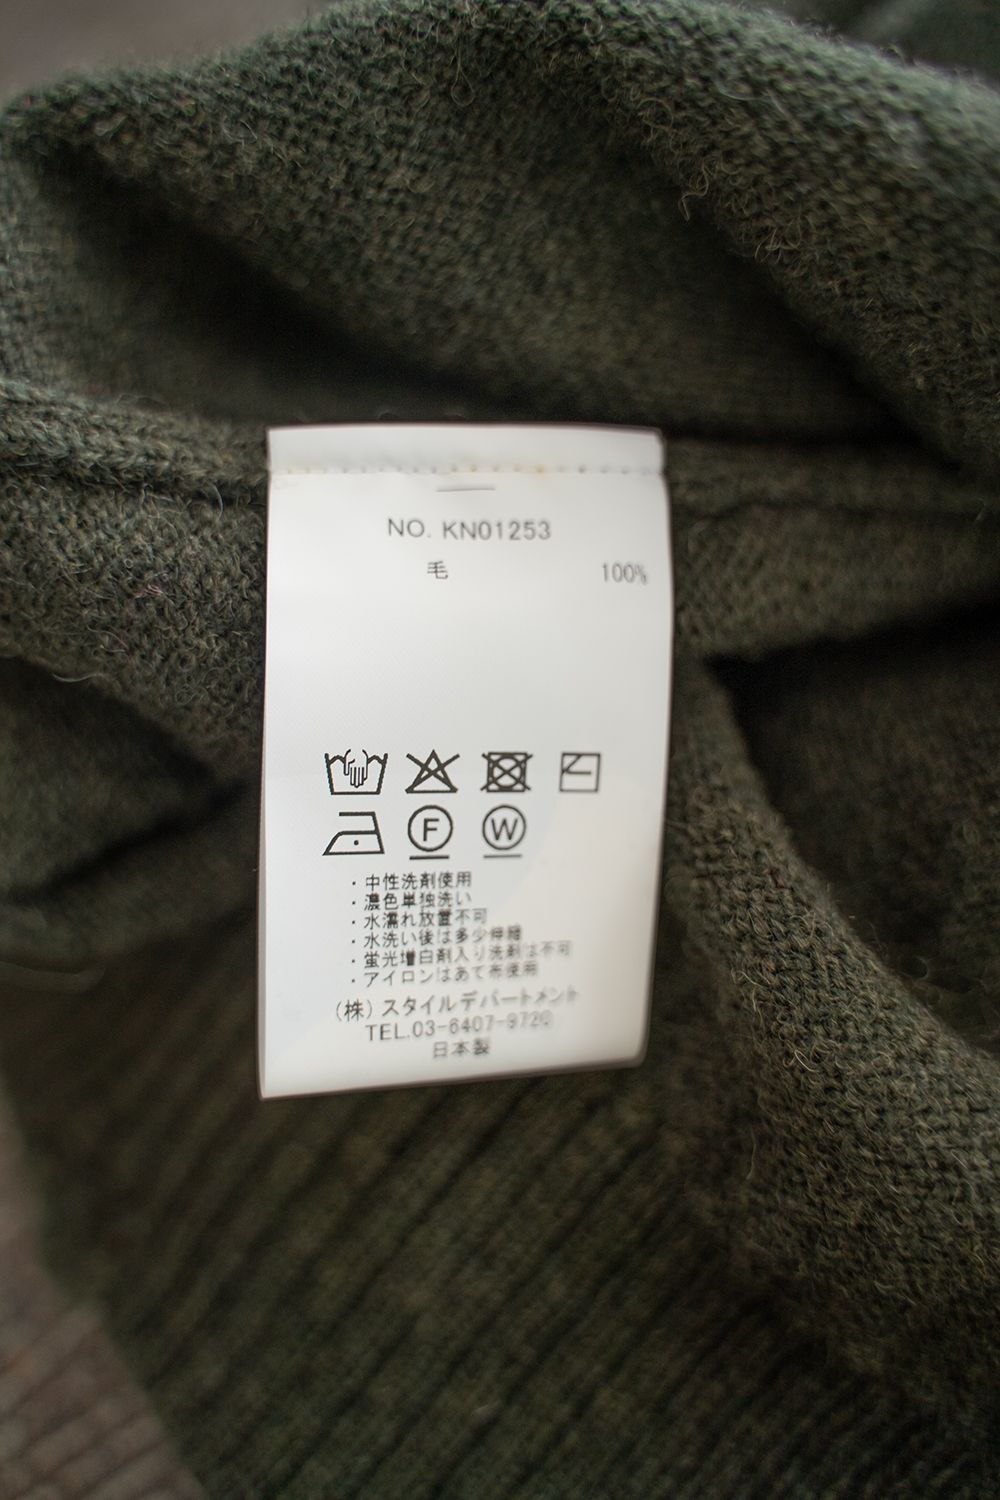 NO. KN01253
毛 100%
F W
・中性洗剤使用
・濃色単独洗い
・水濡れ放置不可
・水洗い後は多少伸縮
・蛍光増白剤入り洗剤は不可
・アイロンはあて布使用
(株)スタイルデパートメント
TEL.03-6407-9720
日本製